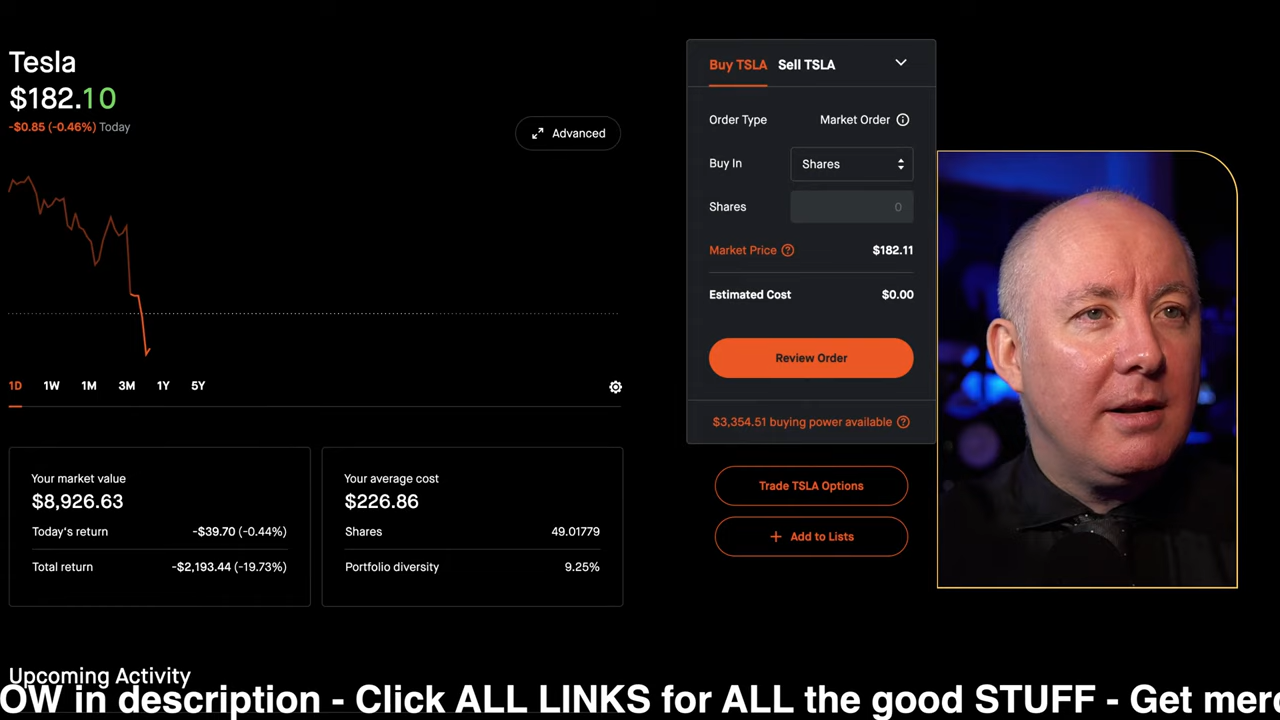 Tesla
$182.10
-$0.85 (-0.46%) Today
Advanced
1D 1W 1M 3M 1Y 5Y
Your market value
$8,926.63
Today's return -$39.70 (-0.44%)
Total return -$2,193.44 (-19.73%)
Your average cost
$226.86
Shares 49.01779
Portfolio diversity 9.25%
Buy TSLA Sell TSLA
Order Type Market Order
Buy In Shares
Shares 0
Market Price $182.11
Estimated Cost $0.00
Review Order
$3,354.51 buying power available
Trade TSLA Options
+ Add to Lists
Upcoming Activity
OW in description - Click ALL LINKS for ALL the good STUFF - Get merc